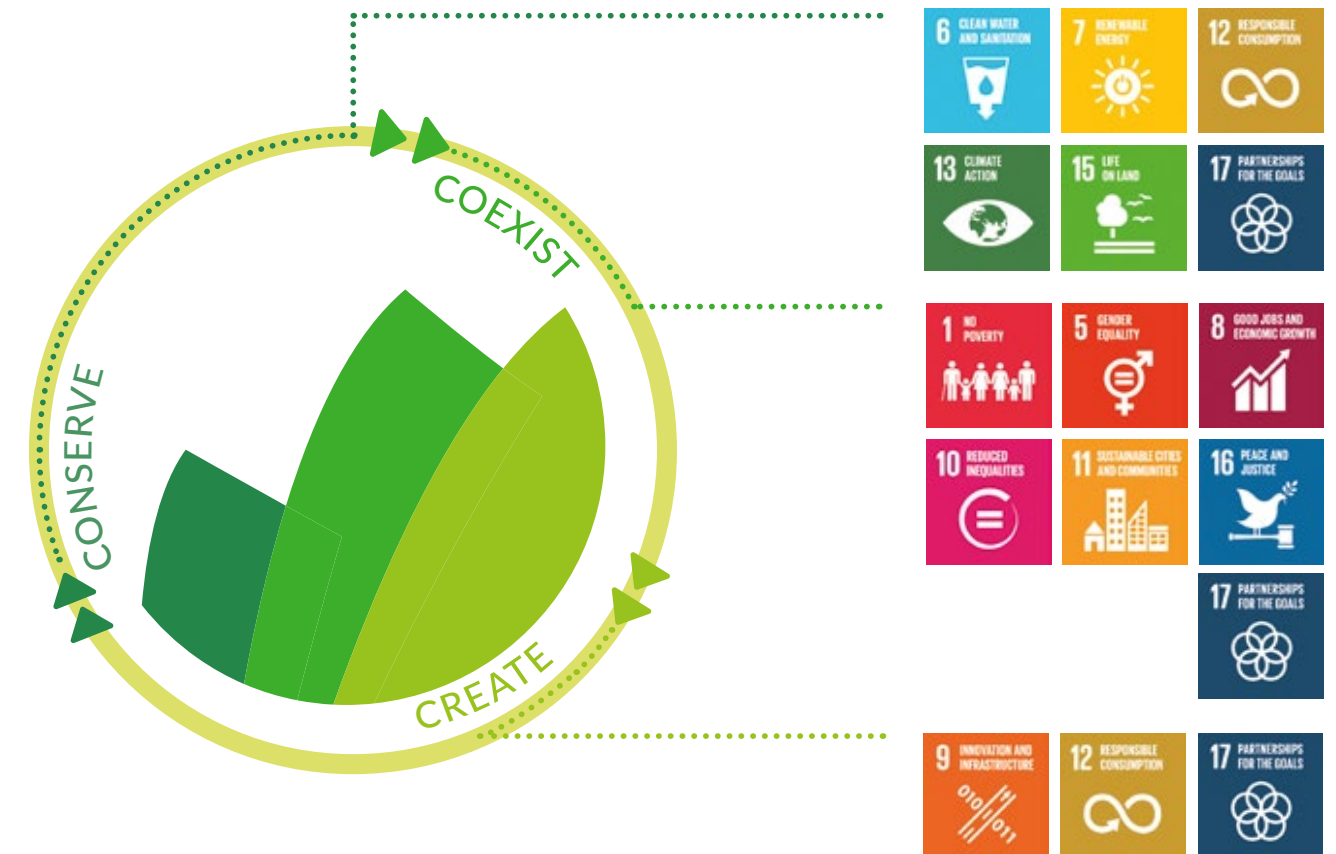 6 CLEAN WATER
AND SANITATION
7 RENEWABLE
ENERGY
12 RESPONSIBLE
CONSUMPTION
13 CLIMATE
ACTION
15 LIFE
ON LAND
17 PARTNERSHIPS
FOR THE GOALS
COEXIST
1 NO
POVERTY
5 GENDER
EQUALITY
8 GOOD JOBS AND
ECONOMIC GROWTH
CONSERVE
10 REDUCED
INEQUALITIES
11 SUSTAINABLE CITIES
AND COMMUNITIES
16 PEACE AND
JUSTICE
17 PARTNERSHIPS
FOR THE GOALS
CREATE
9 INNOVATION AND
INFRASTRUCTURE
010 1
011
12 RESPONSIBLE
CONSUMPTION
17 PARTNERSHIPS
FOR THE GOALS